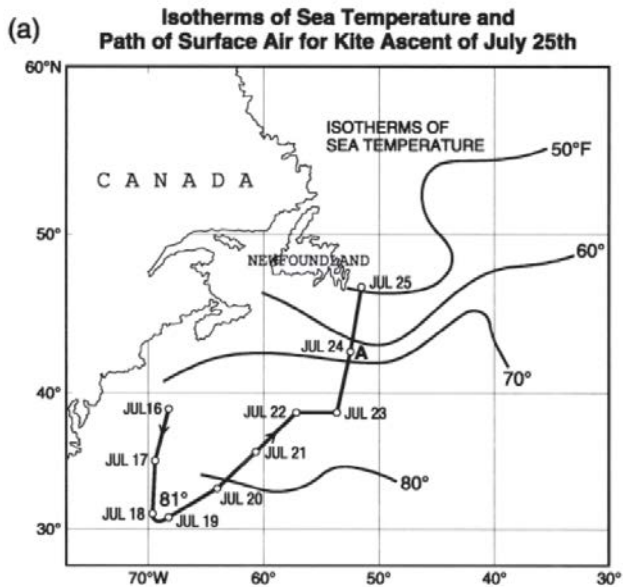 (a)
Isotherms of Sea Temperature and
Path of Surface Air for Kite Ascent of July 25th
60°N
ISOTHERMS OF
SEA TEMPERATURE
50°F
CANADA
50°
60°
NEWFOUNDLAND
JUL 25
JUL 24
A
70°
40°
JUL16
JUL 22
JUL 23
JUL 17
JUL 21
81°
JUL 20
80°
JUL 18
JUL 19
30°
70°W
60°
50°
40°
30°